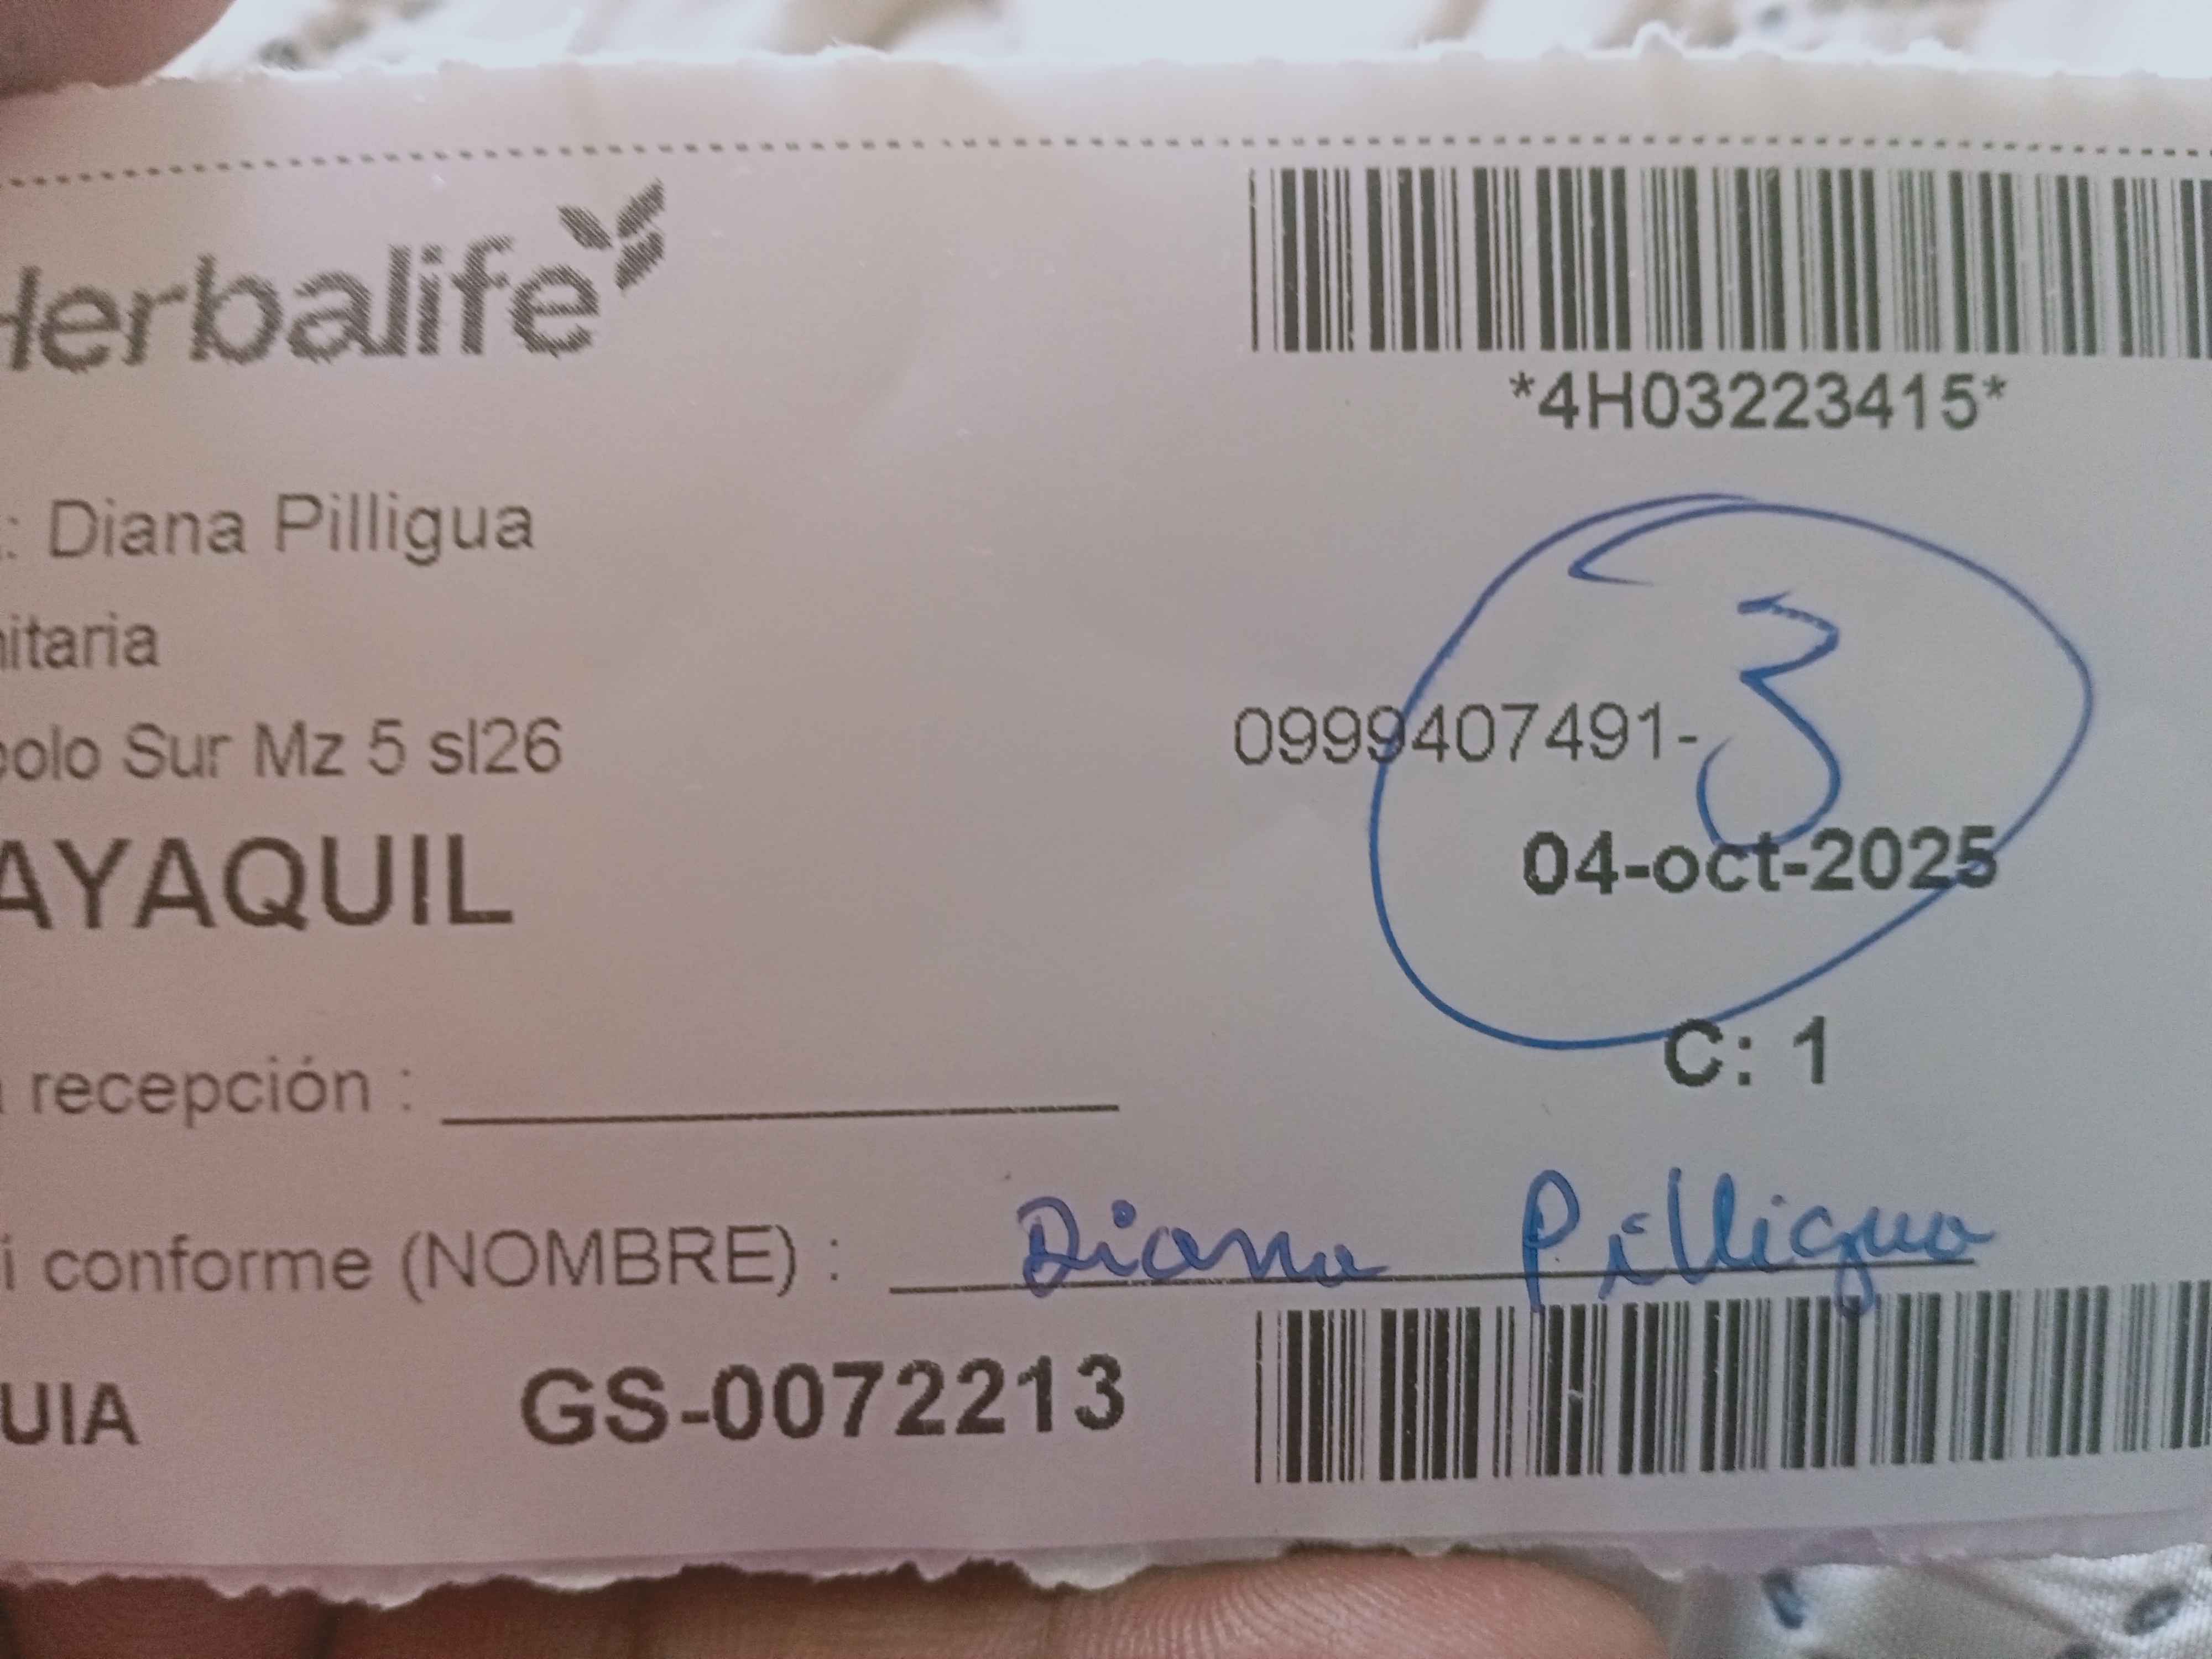 Herbalife
*4H03223415*
: Diana Pilligua
nitaria
3
olo Sur Mz 5 sl26
0999407491-
AYAQUIL
04-oct-2025
C: 1
recepción :
i conforme (NOMBRE) : Diana Pilligua
UIA GS-0072213